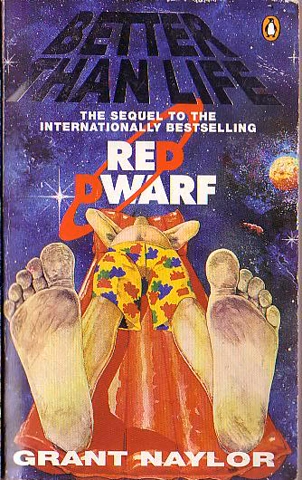 BETTER
THAN LIFE
THE SEQUEL TO THE
INTERNATIONALLY BESTSELLING
RED
DWARF
GRANT NAYLOR